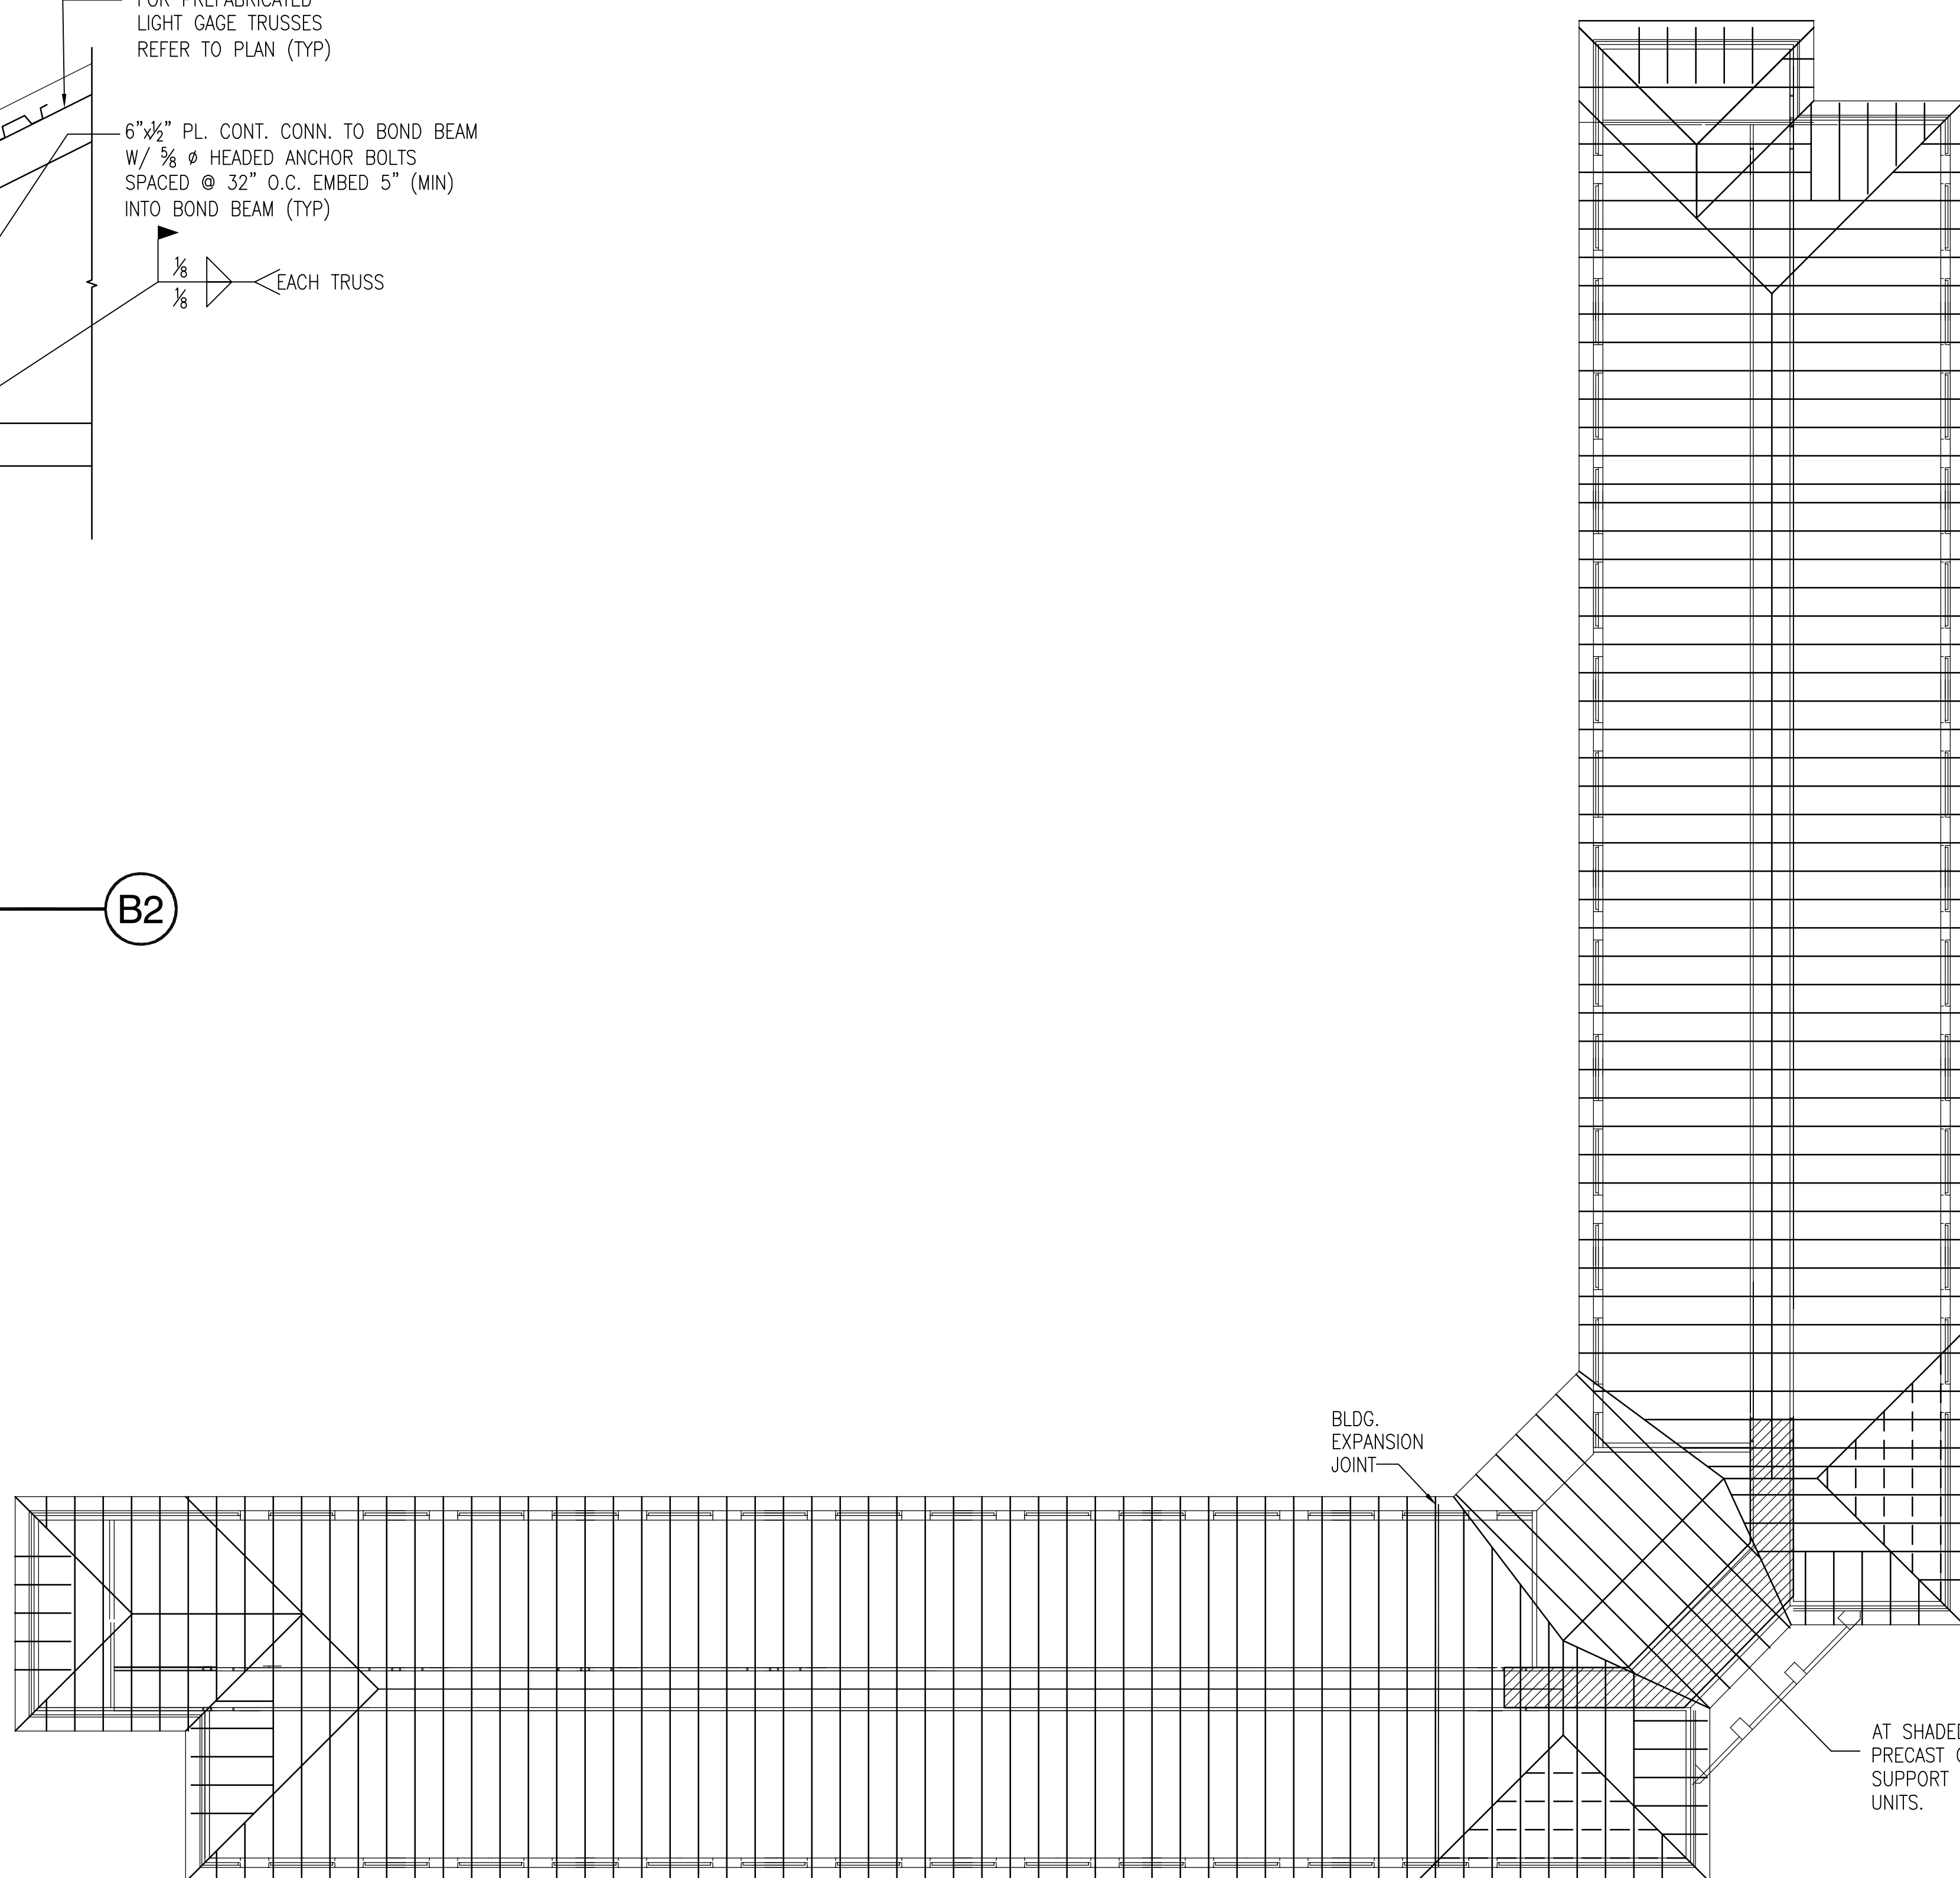 FOR PREFABRICATED
LIGHT GAGE TRUSSES
REFER TO PLAN (TYP)
6"x½" PL. CONT. CONN. TO BOND BEAM
W/ ⅝ ø HEADED ANCHOR BOLTS
SPACED @ 32" O.C. EMBED 5" (MIN)
INTO BOND BEAM (TYP)
⅛
⅛
EACH TRUSS
B2
BLDG.
EXPANSION
JOINT
AT SHADED
PRECAST
SUPPORT
UNITS.